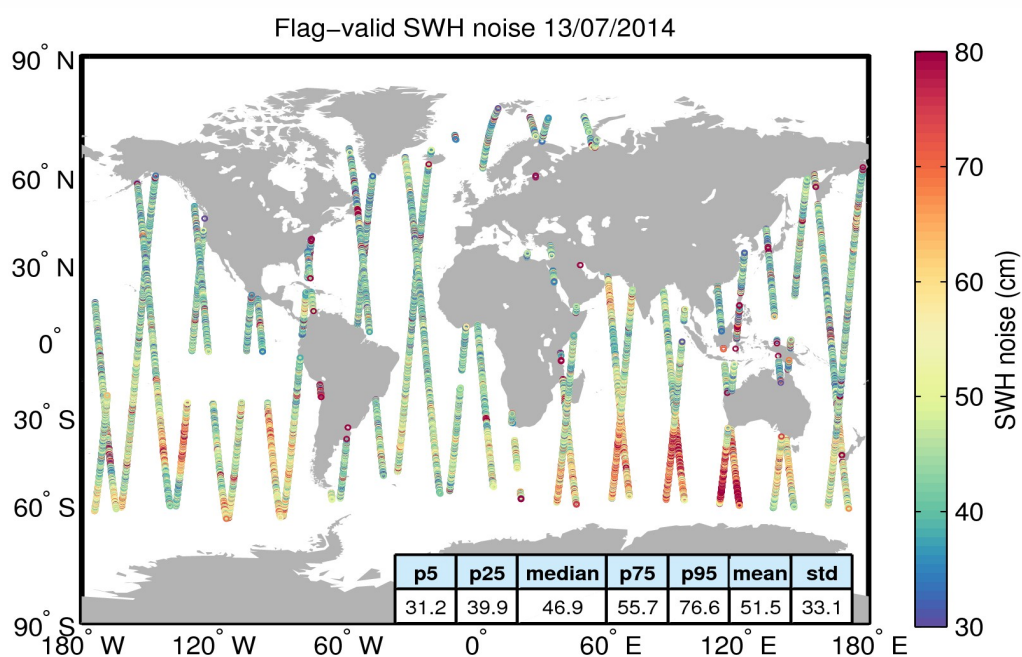 Flag−valid SWH noise 13/07/2014
90° N
60° N
30° N
0°
30° S
60° S
90° S
180° W
120° W
60° W
0°
60° E
120° E
180° E
80
70
60
50
40
30
SWH noise (cm)
p5 p25 median p75 p95 mean std
31.2 39.9 46.9 55.7 76.6 51.5 33.1